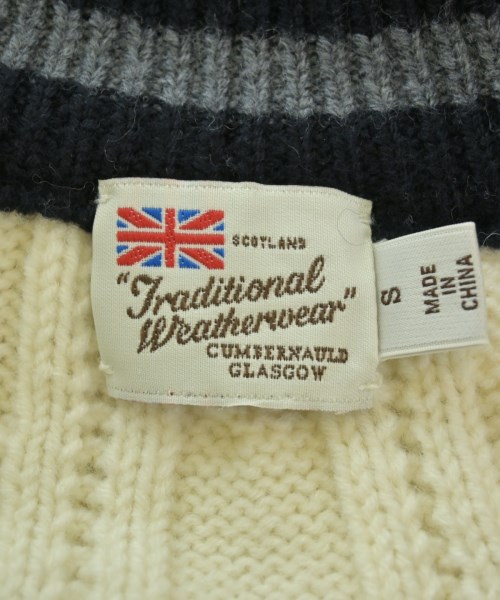 SCOTLAND
"Traditional
Weatherwear"
CUMBERNAULD
GLASGOW
S
MADE
IN
CHINA